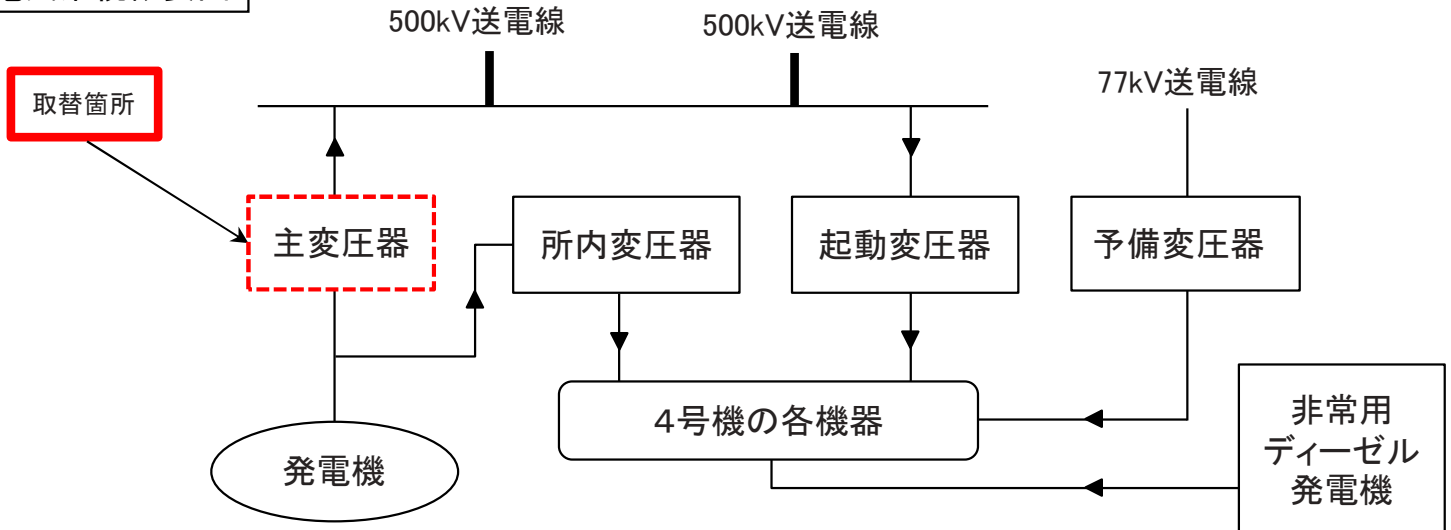 500kV送電線
500kV送電線
77kV送電線
取替箇所
主変圧器
所内変圧器
起動変圧器
予備変圧器
4号機の各機器
発電機
非常用
ディーゼル
発電機